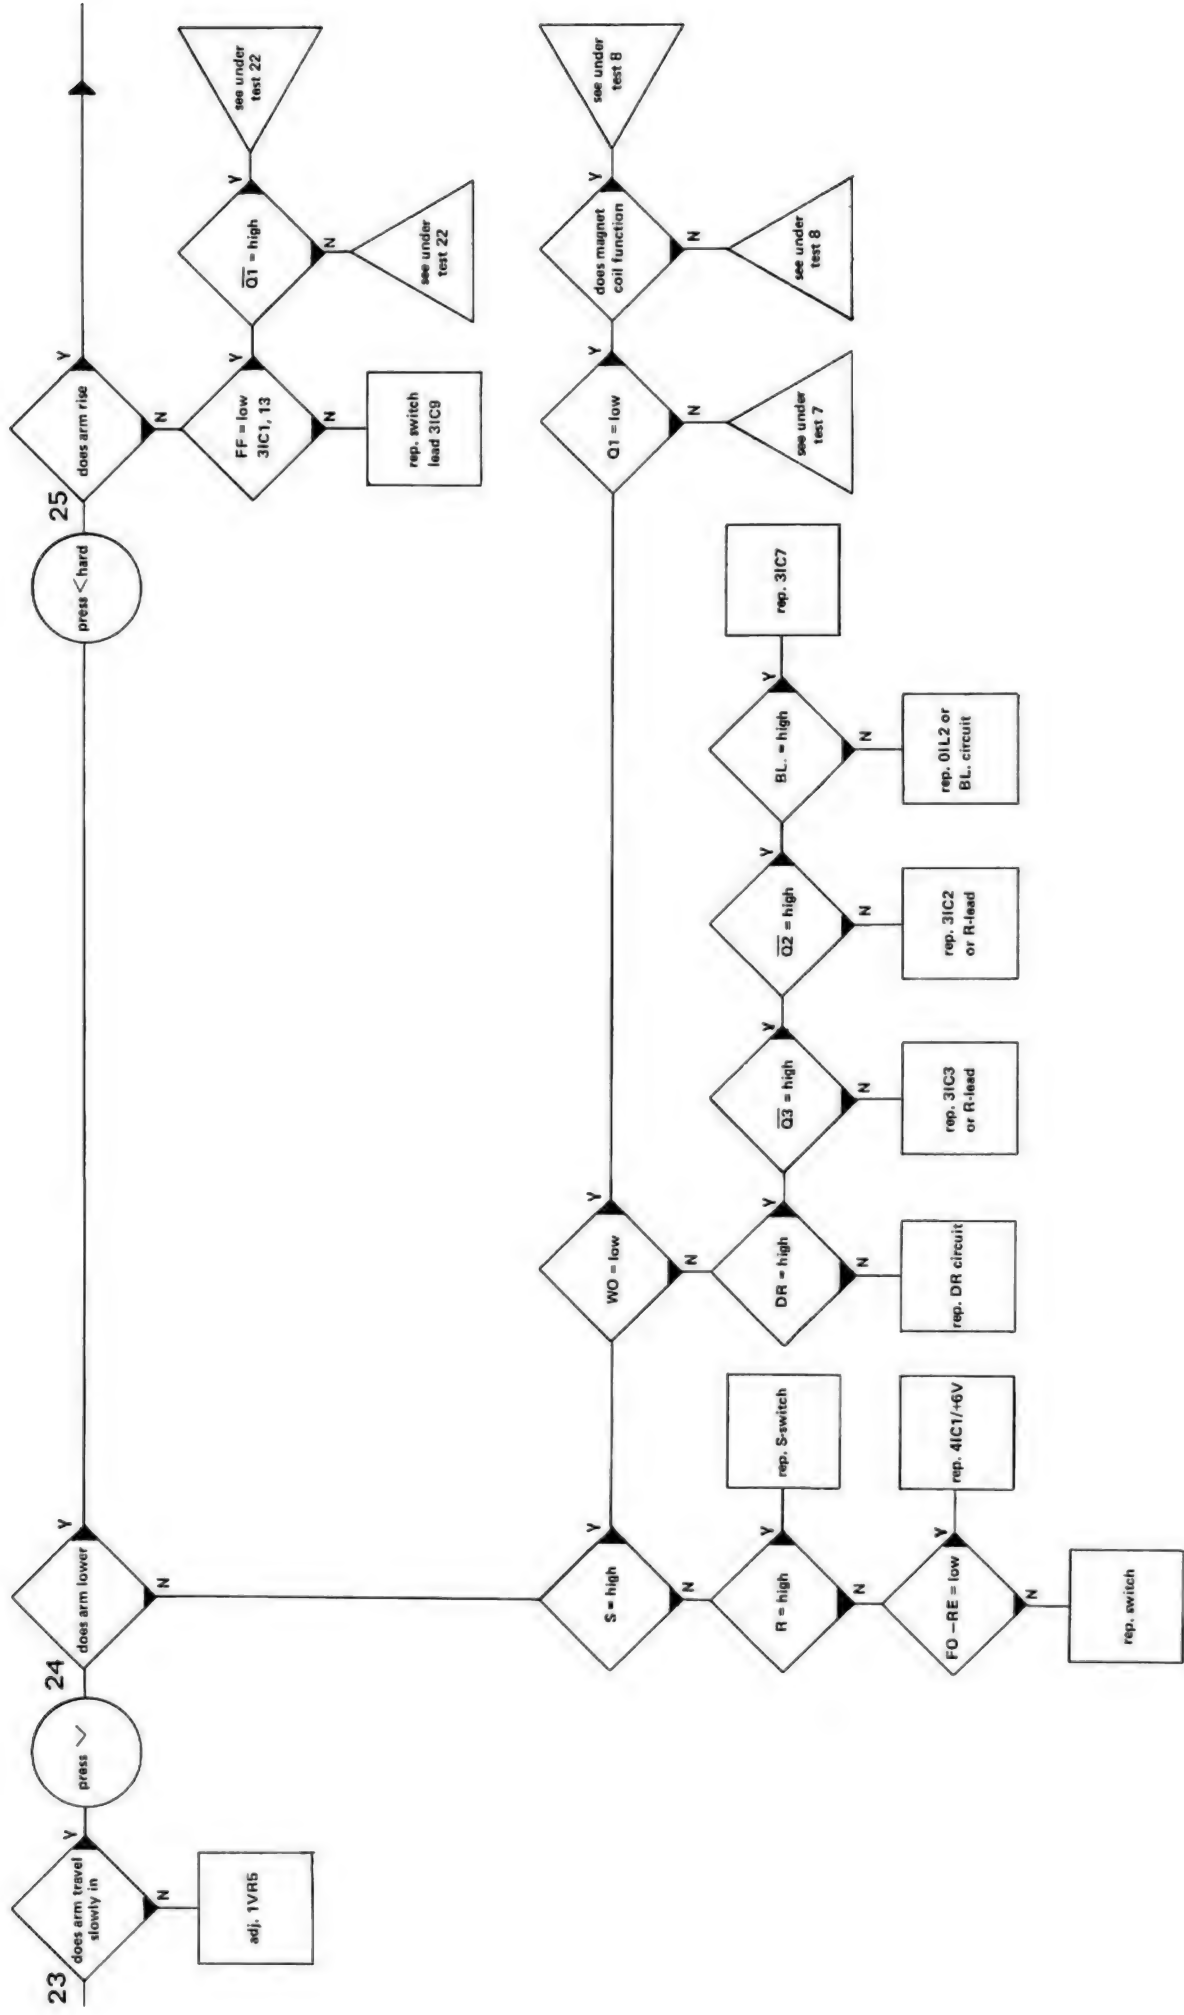 23
does arm travel
slowly in
Y
N
adj. 1VR5
press ∨
24
does arm lower
Y
N
press < hard
25
does arm rise
Y
N
FF = low
3IC1, 13
Y
N
rep. switch
lead 3IC9
Q1 = high
Y
N
see under
test 22
see under
test 22
S = high
Y
N
R = high
Y
N
rep. S-switch
FO – RE = low
Y
N
rep. 4IC1/+6V
rep. switch
WO = low
Y
N
DR = high
Y
N
rep. DR circuit
Q3 = high
Y
N
rep. 3IC3
or R-lead
Q2 = high
Y
N
rep. 3IC2
or R-lead
BL. = high
Y
N
rep. 0IL2 or
BL. circuit
rep. 3IC7
Q1 = low
Y
N
see under
test 7
does magnet
coil function
Y
N
see under
test 8
see under
test 8